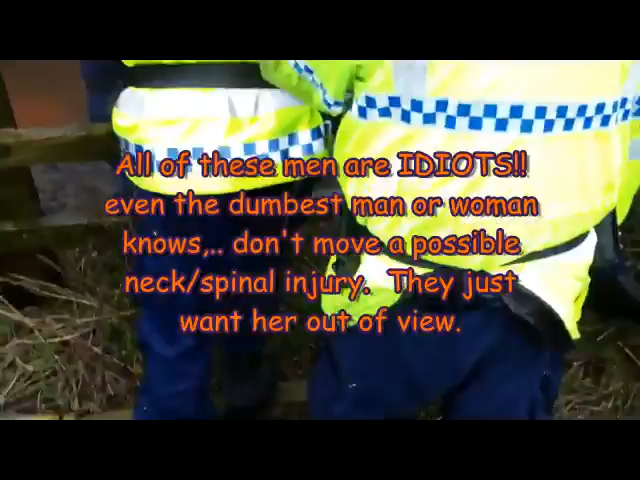 All of these men are IDIOTS!!
even the dumbest man or woman
knows,.. don't move a possible
neck/spinal injury.  They just
want her out of view.